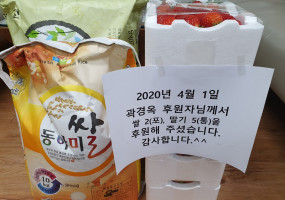 쌀
동아미
10
2020년 4월 1일
곽경옥 후원자님께서
쌀 2(포), 딸기 5(통)을
후원해 주셨습니다.
감사합니다.^^